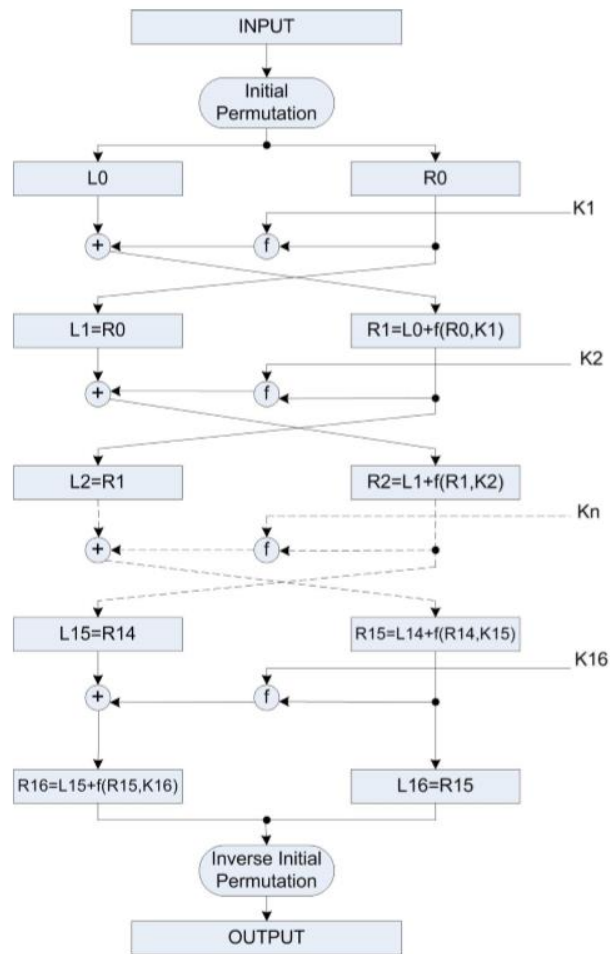 INPUT
Initial
Permutation
L0
R0
K1
+
f
L1=R0
R1=L0+f(R0,K1)
K2
+
f
L2=R1
R2=L1+f(R1,K2)
Kn
+
f
L15=R14
R15=L14+f(R14,K15)
K16
+
f
R16=L15+f(R15,K16)
L16=R15
Inverse Initial
Permutation
OUTPUT